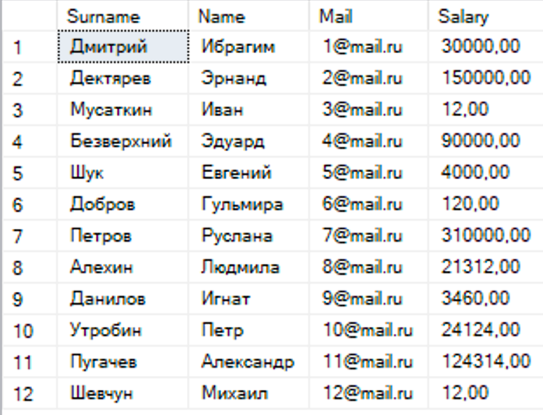 Surname Name Mail Salary
1 Дмитрий Ибрагим 1@mail.ru 30000,00
2 Дектярев Эрнанд 2@mail.ru 150000,00
3 Мусаткин Иван 3@mail.ru 12,00
4 Безверхний Эдуард 4@mail.ru 90000,00
5 Шук Евгений 5@mail.ru 4000,00
6 Добров Гульмира 6@mail.ru 120,00
7 Петров Руслана 7@mail.ru 310000,00
8 Алехин Людмила 8@mail.ru 21312,00
9 Данилов Игнат 9@mail.ru 3460,00
10 Утробин Петр 10@mail.ru 24124,00
11 Пугачев Александр 11@mail.ru 124314,00
12 Шевчун Михаил 12@mail.ru 12,00